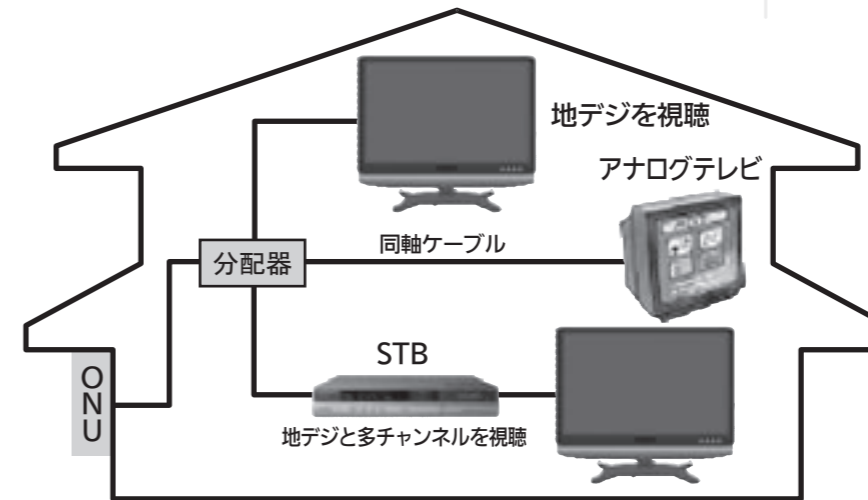 地デジを視聴
アナログテレビ
同軸ケーブル
分配器
STB
ONU
地デジと多チャンネルを視聴